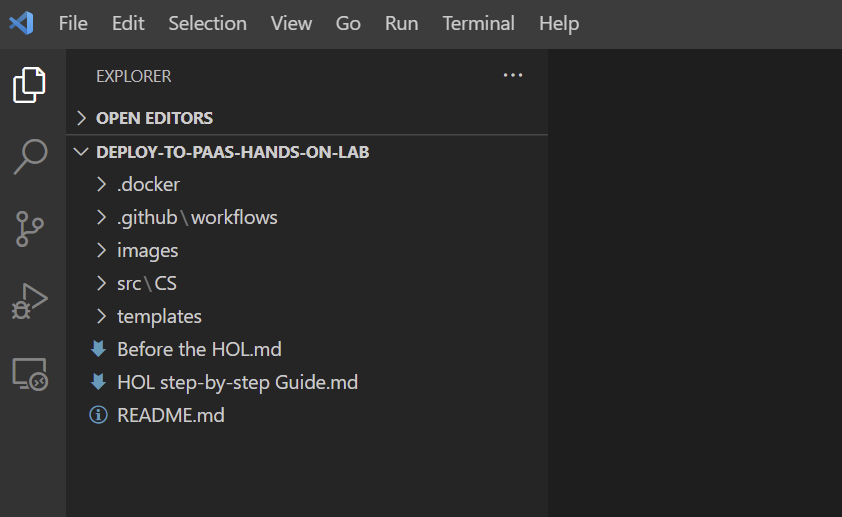 File Edit Selection View Go Run Terminal Help
EXPLORER
OPEN EDITORS
DEPLOY-TO-PAAS-HANDS-ON-LAB
.docker
.github\workflows
images
src\CS
templates
Before the HOL.md
HOL step-by-step Guide.md
README.md